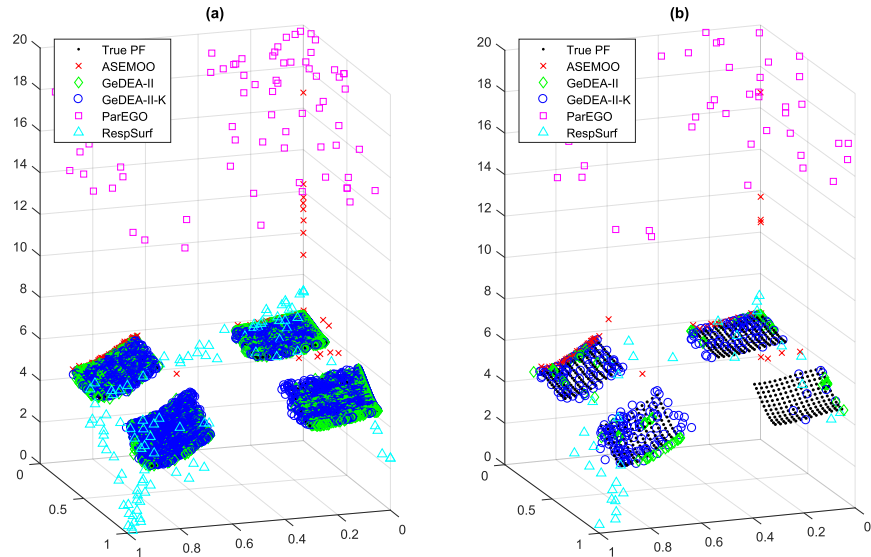 (a)
True PF
ASEMOO
GeDEA-II
GeDEA-II-K
ParEGO
RespSurf
20
18
16
14
12
10
8
6
4
2
0
0
0.5
1
1
0.8
0.6
0.4
0.2
0
(b)
True PF
ASEMOO
GeDEA-II
GeDEA-II-K
ParEGO
RespSurf
20
18
16
14
12
10
8
6
4
2
0
0
0.5
1
1
0.8
0.6
0.4
0.2
0